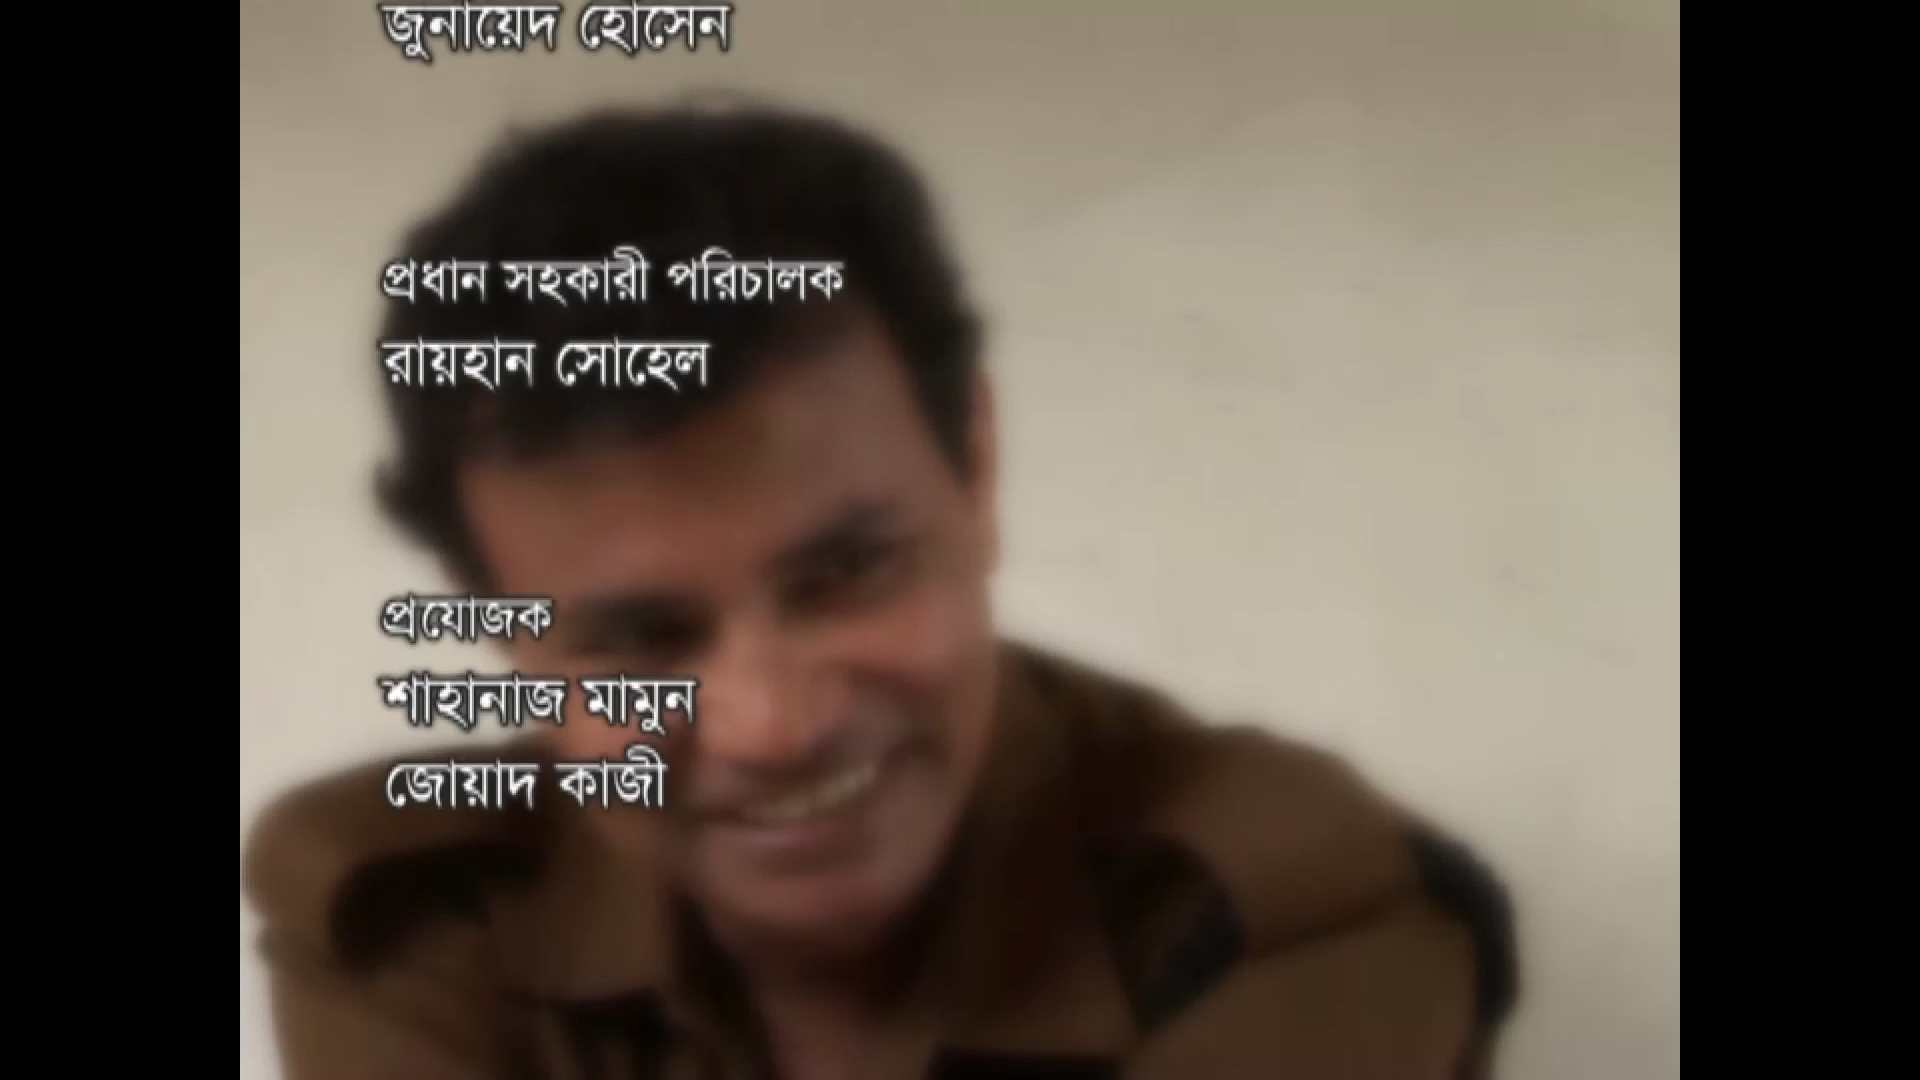 জুনায়েদ হোসেন
প্রধান সহকারী পরিচালক
রায়হান সোহেল
প্রযোজক
শাহানাজ মামুন
জোয়াদ কাজী